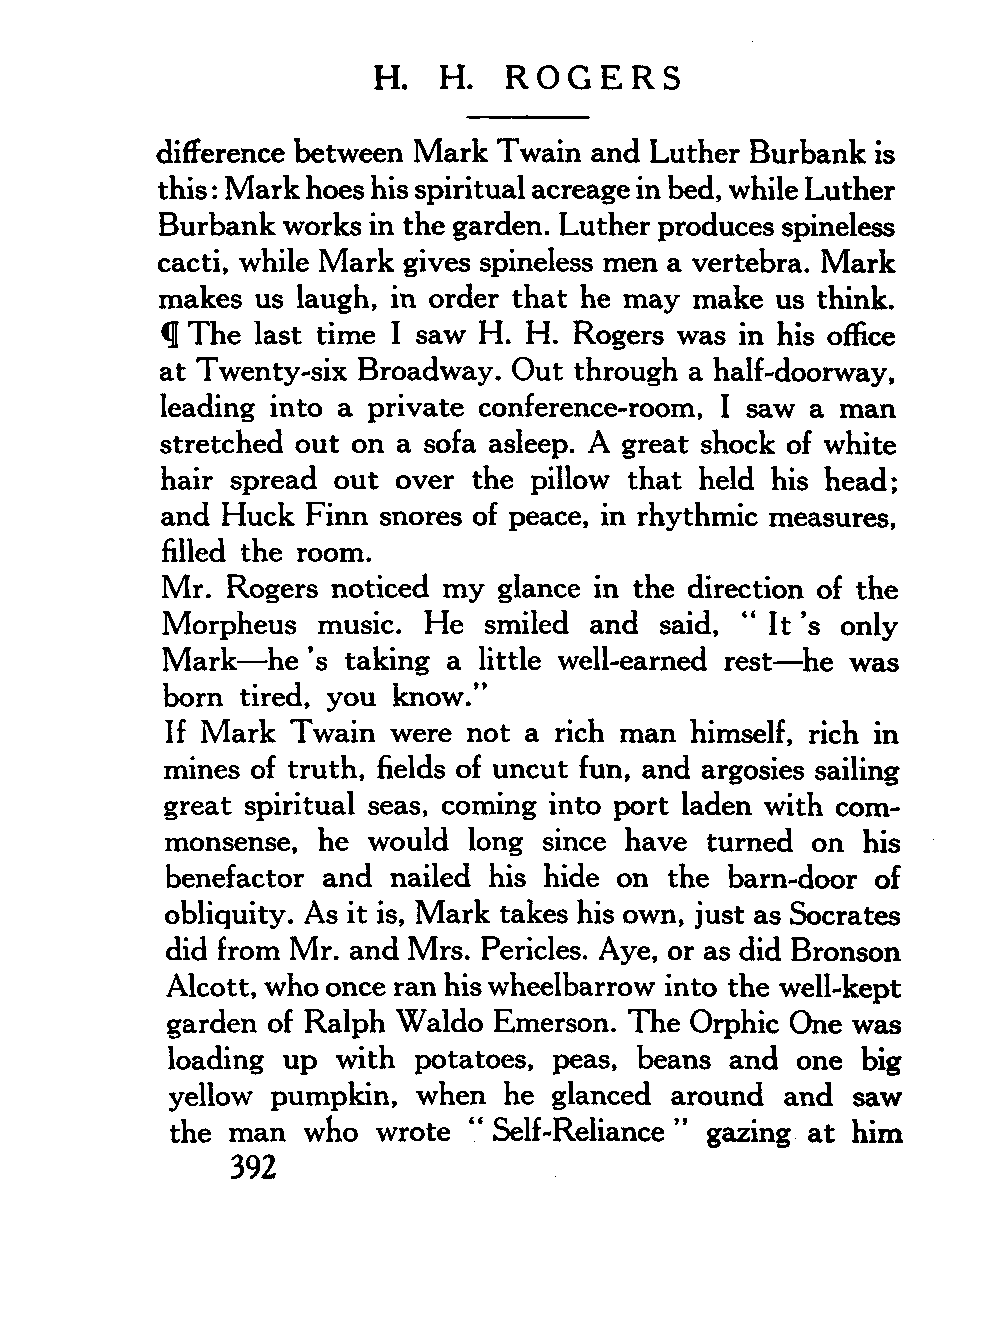 H. H. ROGERS
difference between Mark Twain and Luther Burbank is
this: Mark hoes his spiritual acreage in bed, while Luther
Burbank works in the garden. Luther produces spineless
cacti, while Mark gives spineless men a vertebra. Mark
makes us laugh, in order that he may make us think.
¶ The last time I saw H. H. Rogers was in his office
at Twenty-six Broadway. Out through a half-doorway,
leading into a private conference-room, I saw a man
stretched out on a sofa asleep. A great shock of white
hair spread out over the pillow that held his head;
and Huck Finn snores of peace, in rhythmic measures,
filled the room.
Mr. Rogers noticed my glance in the direction of the
Morpheus music. He smiled and said, “ It ’s only
Mark—he ’s taking a little well-earned rest—he was
born tired, you know.”
If Mark Twain were not a rich man himself, rich in
mines of truth, fields of uncut fun, and argosies sailing
great spiritual seas, coming into port laden with com-
monsense, he would long since have turned on his
benefactor and nailed his hide on the barn-door of
obliquity. As it is, Mark takes his own, just as Socrates
did from Mr. and Mrs. Pericles. Aye, or as did Bronson
Alcott, who once ran his wheelbarrow into the well-kept
garden of Ralph Waldo Emerson. The Orphic One was
loading up with potatoes, peas, beans and one big
yellow pumpkin, when he glanced around and saw
the man who wrote “ Self-Reliance ” gazing at him
392